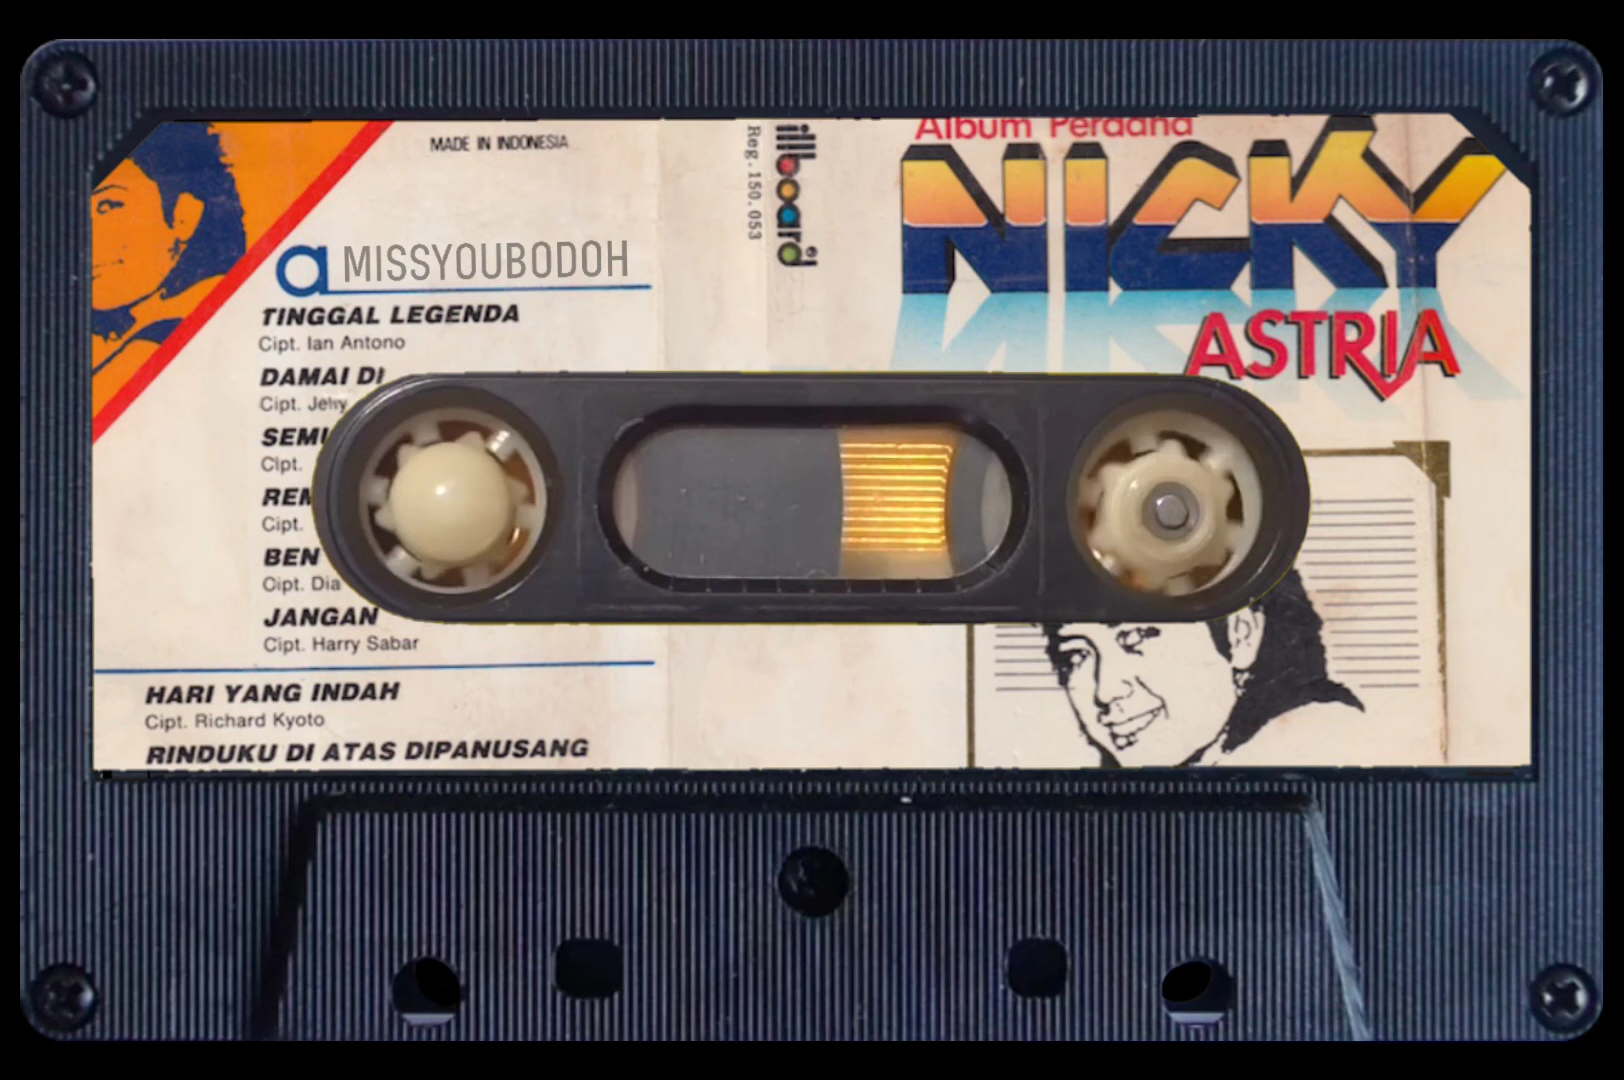 MADE IN INDONESIA
a MISSYOUBODOH
TINGGAL LEGENDA
Cipt. Ian Antono
DAMAI DI
Cipt.
Cipt.
Cipt.
BEN
Cipt. Dia
JANGAN
Cipt. Harry Sabar
HARI YANG INDAH
Cipt. Richard Kyoto
RINDUKU DI ATAS DIPANUSANG
Reg. 150.053
illboard
Album Perdana
NICKY
ASTRIA